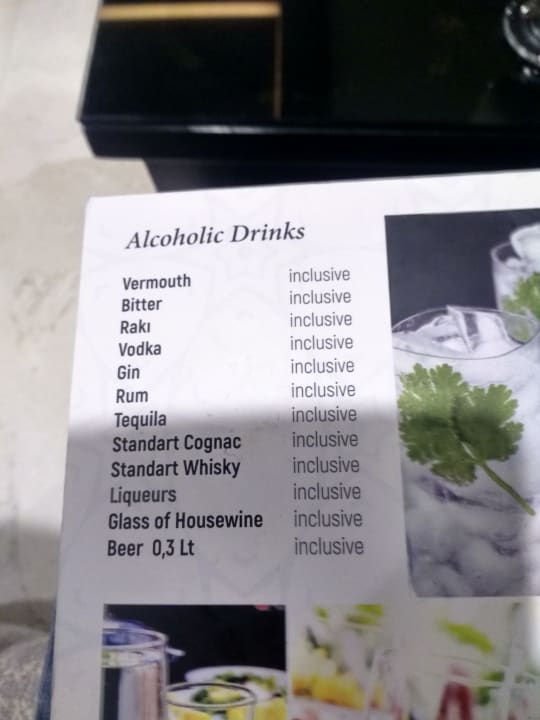 Alcoholic Drinks
Vermouth inclusive
Bitter inclusive
Rakı inclusive
Vodka inclusive
Gin inclusive
Rum inclusive
Tequila inclusive
Standart Cognac inclusive
Standart Whisky inclusive
Liqueurs inclusive
Glass of Housewine inclusive
Beer 0,3 Lt inclusive